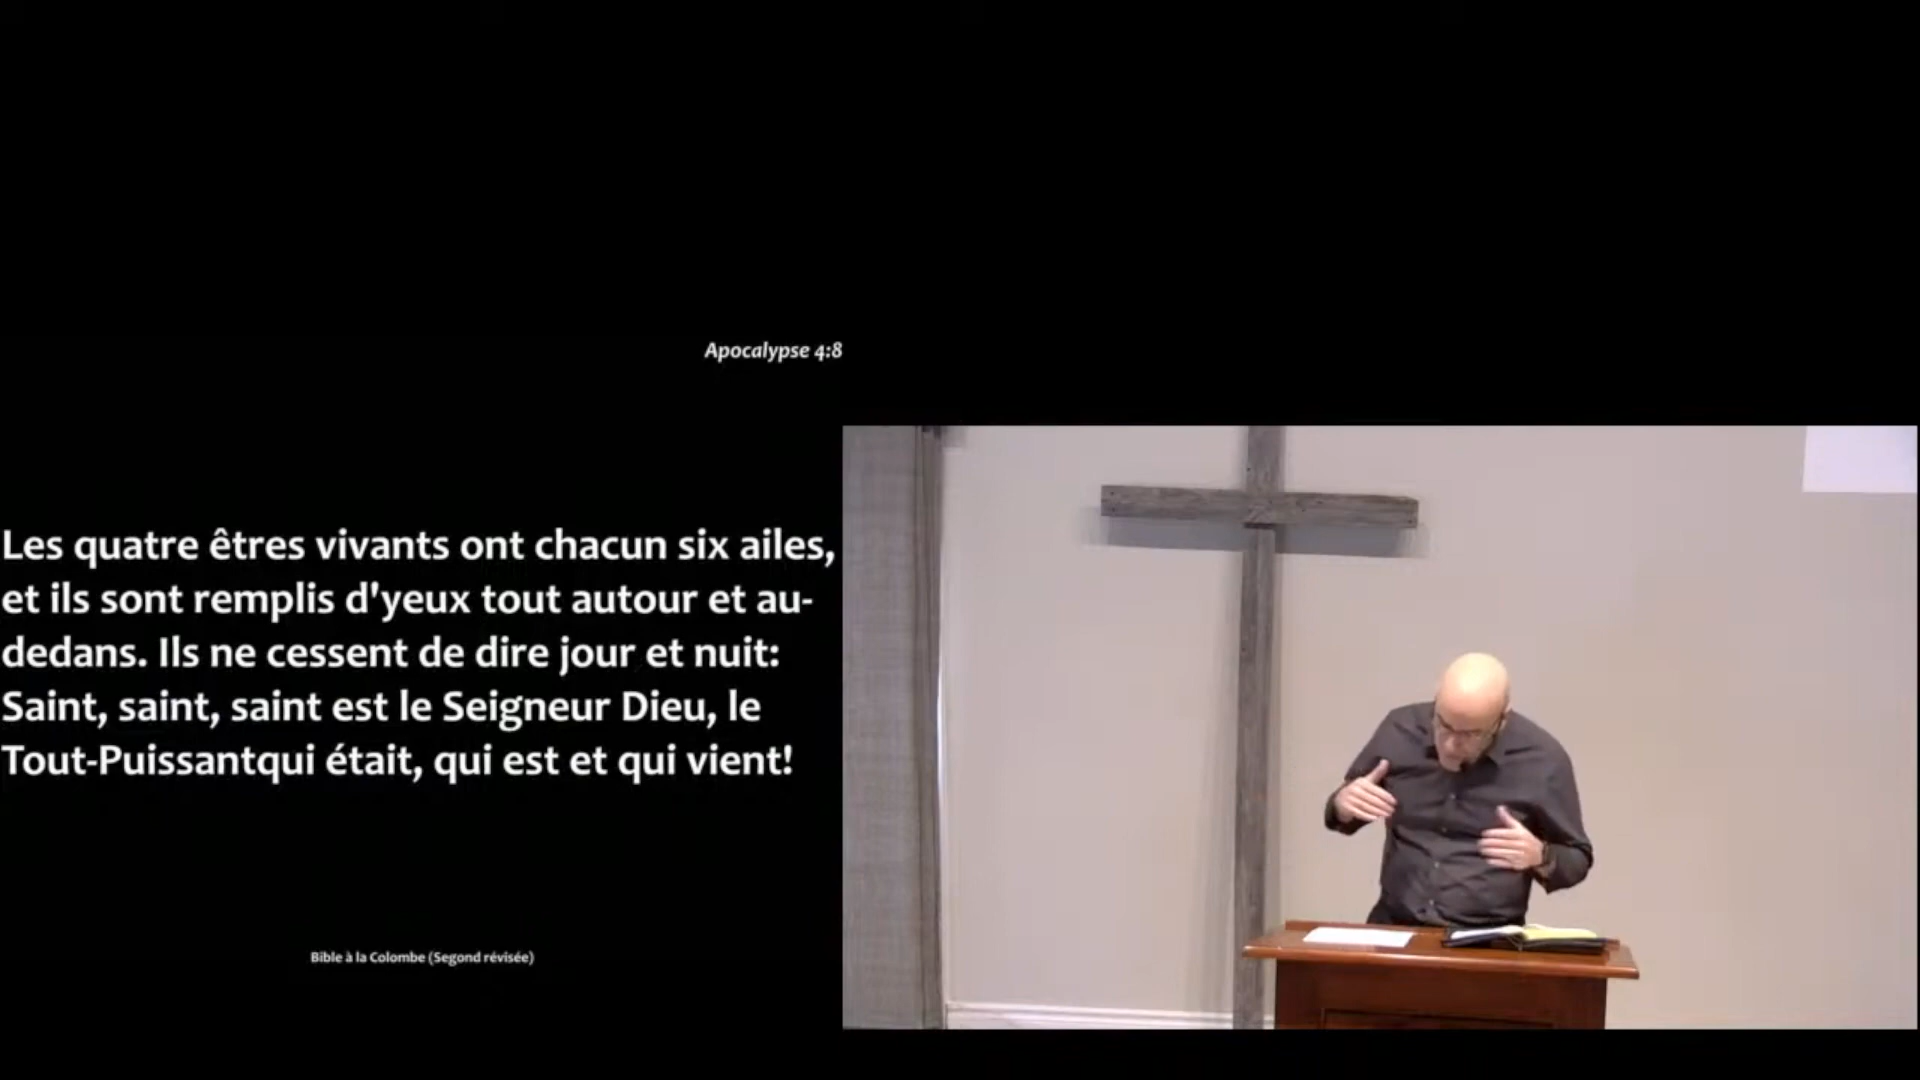 Apocalypse 4:8
Les quatre êtres vivants ont chacun six ailes,
et ils sont remplis d'yeux tout autour et au-
dedans. Ils ne cessent de dire jour et nuit:
Saint, saint, saint est le Seigneur Dieu, le
Tout-Puissantqui était, qui est et qui vient!
Bible à la Colombe (Segond révisée)